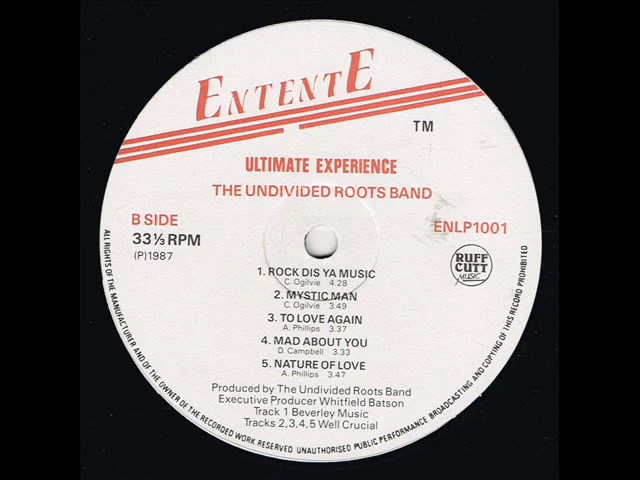 ENTENTE
TM
ULTIMATE EXPERIENCE
THE UNDIVIDED ROOTS BAND
B SIDE
33⅓ RPM
(P)1987
ENLP1001
RUFF
CUTT
MUSIC
1. ROCK DIS YA MUSIC
C. Ogilvie 4.28
2. MYSTIC MAN
C. Ogilvie 3.49
3. TO LOVE AGAIN
A. Phillips 3.37
4. MAD ABOUT YOU
D. Campbell 3.33
5. NATURE OF LOVE
A. Phillips 3.47
Produced by The Undivided Roots Band
Executive Producer Whitfield Batson
Track 1 Beverley Music
Tracks 2,3,4,5 Well Crucial
ALL RIGHTS OF THE MANUFACTURER AND OF THE OWNER OF THE RECORDED WORK RESERVED UNAUTHORISED PUBLIC PERFORMANCE BROADCASTING AND COPYING OF THIS RECORD PROHIBITED